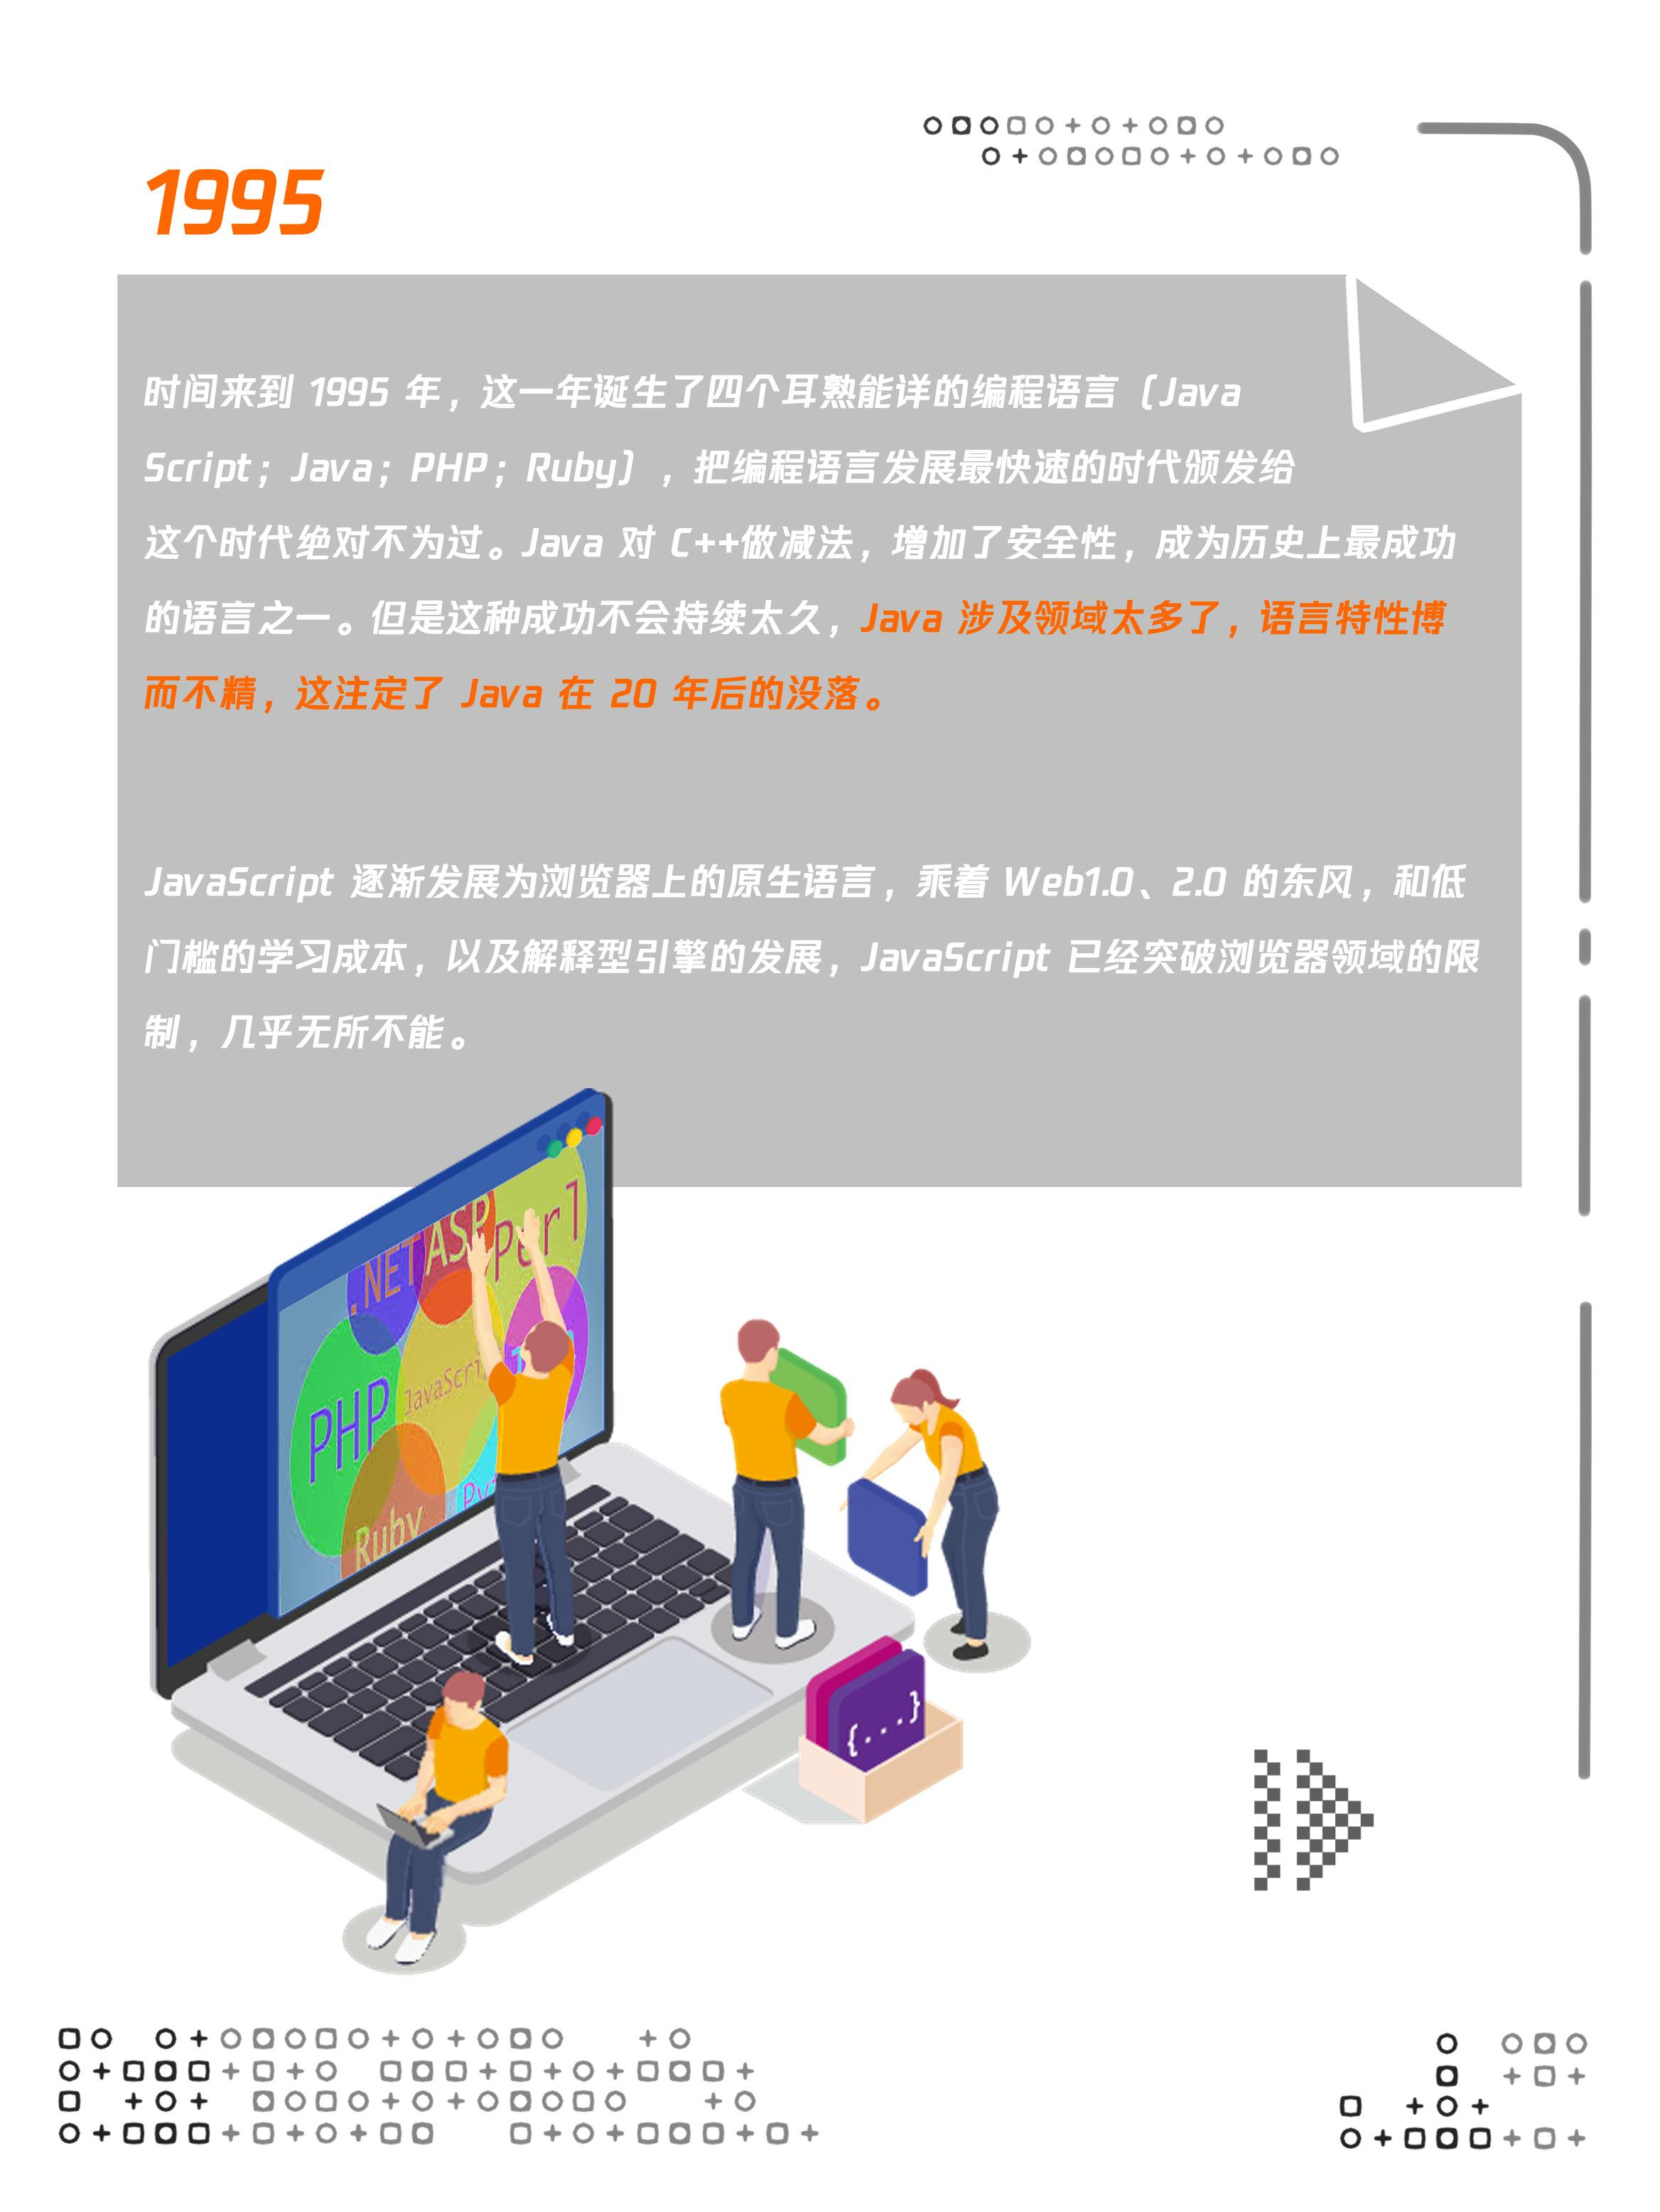 1995
时间来到 1995 年，这一年诞生了四个耳熟能详的编程语言（Java
Script；Java；PHP；Ruby），把编程语言发展最快速的时代颁发给
这个时代绝对不为过。Java 对 C++做减法，增加了安全性，成为历史上最成功
的语言之一。但是这种成功不会持续太久，Java 涉及领域太多了，语言特性博
而不精，这注定了 Java 在 20 年后的没落。
JavaScript 逐渐发展为浏览器上的原生语言，乘着 Web1.0、2.0 的东风，和低
门槛的学习成本，以及解释型引擎的发展，JavaScript 已经突破浏览器领域的限
制，几乎无所不能。
.NET ASP Perl
PHP JavaScri
Ruby Py
{...}